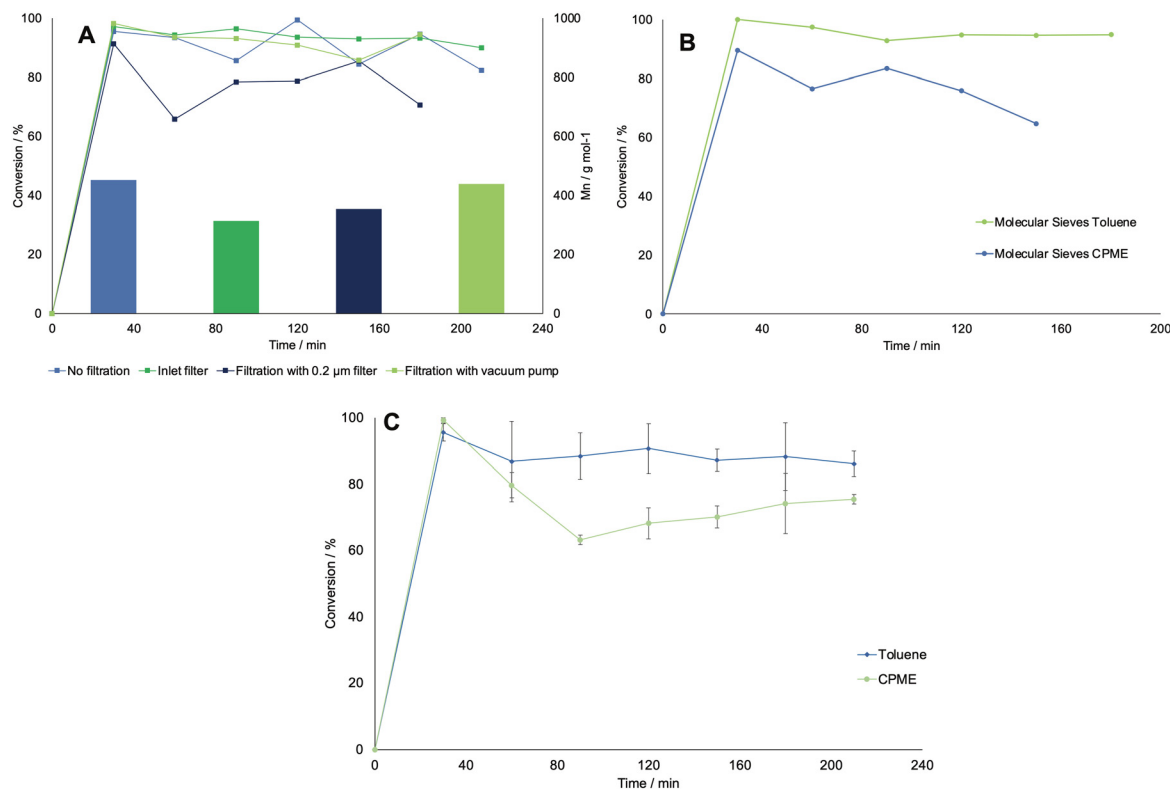 A
100
80
60
40
20
0
Conversion / %
1000
800
600
400
200
0
Mn / g mol-1
0 40 80 120 160 200 240
Time / min
No filtration Inlet filter Filtration with 0.2 µm filter Filtration with vacuum pump
B
100
80
60
40
20
0
Conversion / %
Molecular Sieves Toluene
Molecular Sieves CPME
0 40 80 120 160 200
Time / min
C
100
80
60
40
20
0
Conversion / %
Toluene
CPME
0 40 80 120 160 200 240
Time / min